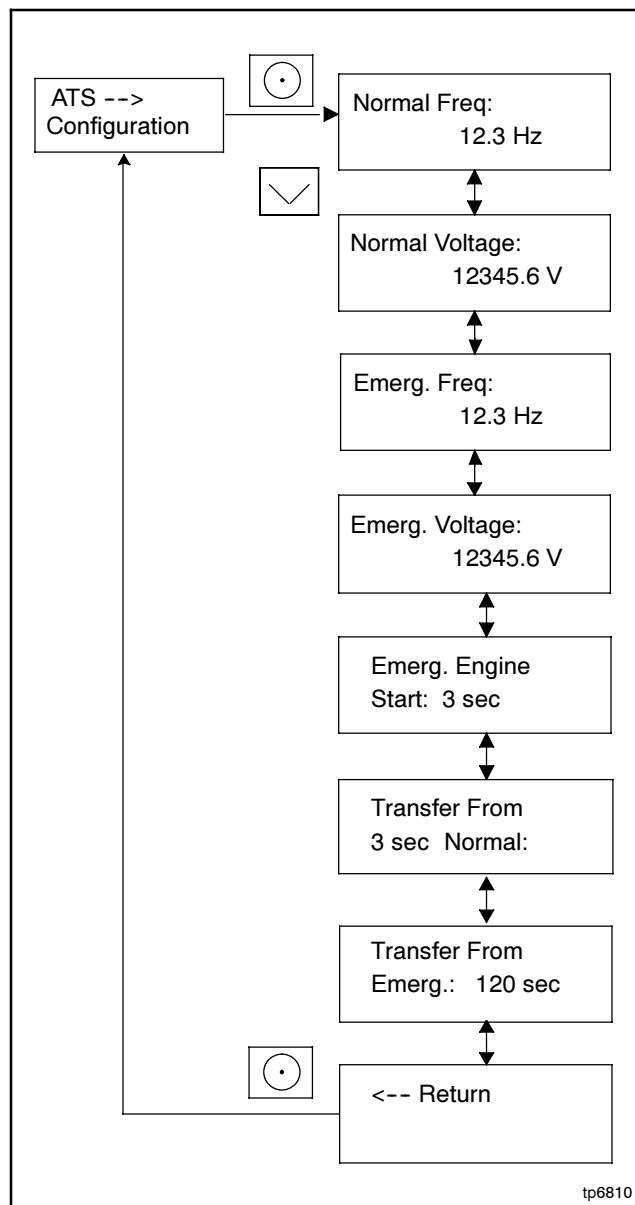 ATS -->
Configuration
Normal Freq:
12.3 Hz
Normal Voltage:
12345.6 V
Emerg. Freq:
12.3 Hz
Emerg. Voltage:
12345.6 V
Emerg. Engine
Start: 3 sec
Transfer From
3 sec Normal:
Transfer From
Emerg.: 120 sec
<-- Return
tp6810